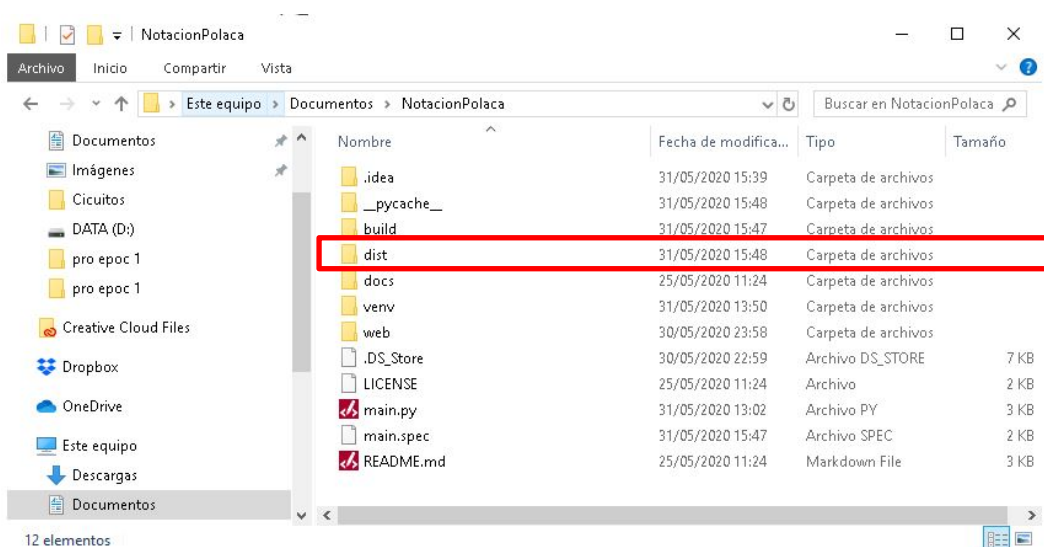 NotacionPolaca
Archivo Inicio Compartir Vista
Este equipo > Documentos > NotacionPolaca Buscar en NotacionPolaca
Nombre Fecha de modifica... Tipo Tamaño
Documentos
Imágenes
Cicuitos
DATA (D:)
pro epoc 1
pro epoc 1
Creative Cloud Files
Dropbox
OneDrive
Este equipo
Descargas
Documentos
.idea 31/05/2020 15:39 Carpeta de archivos
__pycache__ 31/05/2020 15:48 Carpeta de archivos
build 31/05/2020 15:47 Carpeta de archivos
dist 31/05/2020 15:48 Carpeta de archivos
docs 25/05/2020 11:24 Carpeta de archivos
venv 31/05/2020 13:50 Carpeta de archivos
web 30/05/2020 23:58 Carpeta de archivos
.DS_Store 30/05/2020 22:59 Archivo DS_STORE 7 KB
LICENSE 25/05/2020 11:24 Archivo 2 KB
main.py 31/05/2020 13:02 Archivo PY 3 KB
main.spec 31/05/2020 15:47 Archivo SPEC 2 KB
README.md 25/05/2020 11:24 Markdown File 3 KB
12 elementos